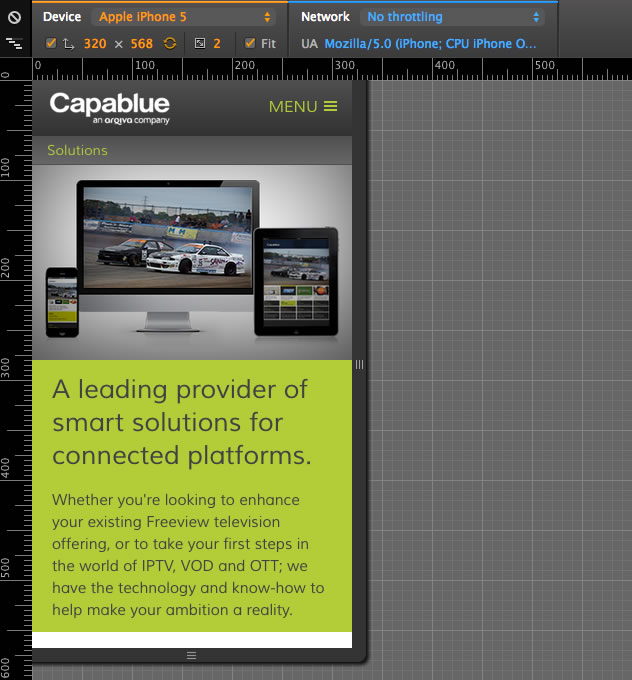 Device Apple iPhone 5
Network No throttling
320 × 568 2 Fit
UA Mozilla/5.0 (iPhone; CPU iPhone O...
0 100 200 300 400 500
0
100
200
300
400
500
600
Capablue
an arqiva company
MENU
Solutions
A leading provider of
smart solutions for
connected platforms.
Whether you're looking to enhance
your existing Freeview television
offering, or to take your first steps in
the world of IPTV, VOD and OTT; we
have the technology and know-how to
help make your ambition a reality.